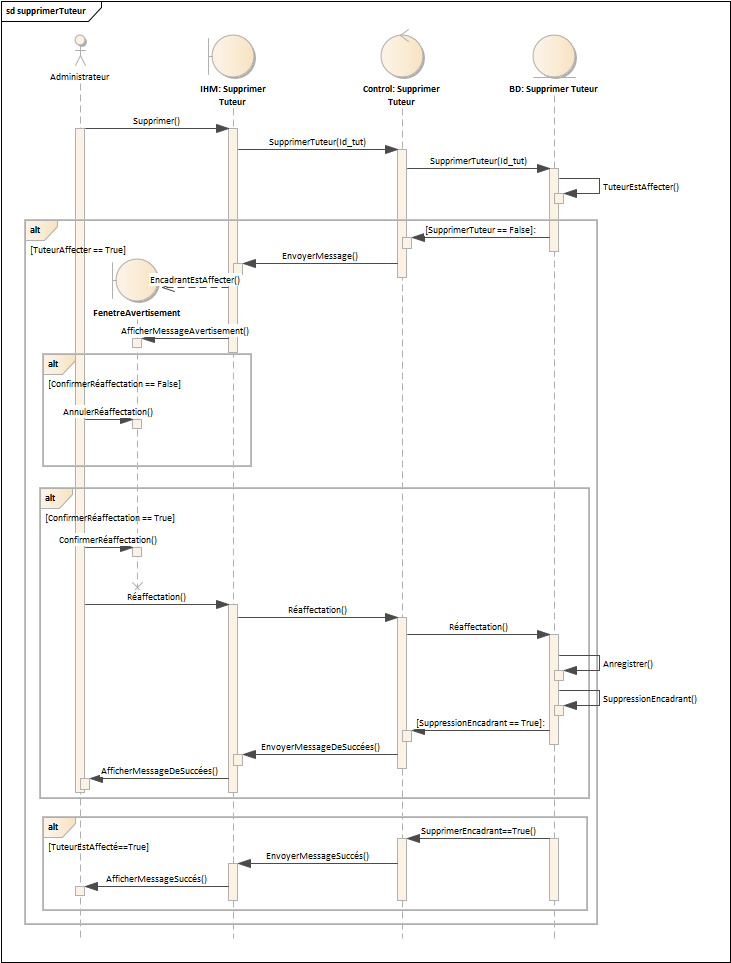 sd supprimerTuteur
Administrateur
IHM: Supprimer
Tuteur
Control: Supprimer
Tuteur
BD: Supprimer Tuteur
Supprimer()
SupprimerTuteur(Id_tut)
SupprimerTuteur(Id_tut)
TuteurEstAffecter()
alt
[TuteurAffecter == True]
[SupprimerTuteur == False]:
EnvoyerMessage()
EncadrantEstAffecter()
FenetreAvertisement
AfficherMessageAvertisement()
alt
[ConfirmerRéaffectation == False]
AnnulerRéaffectation()
alt
[ConfirmerRéaffectation == True]
ConfirmerRéaffectation()
Réaffectation()
Réaffectation()
Réaffectation()
Anregistrer()
SuppressionEncadrant()
[SuppressionEncadrant == True]:
EnvoyerMessageDeSuccées()
AfficherMessageDeSuccées()
alt
[TuteurEstAffecté==True]
SupprimerEncadrant==True()
EnvoyerMessageSuccés()
AfficherMessageSuccés()